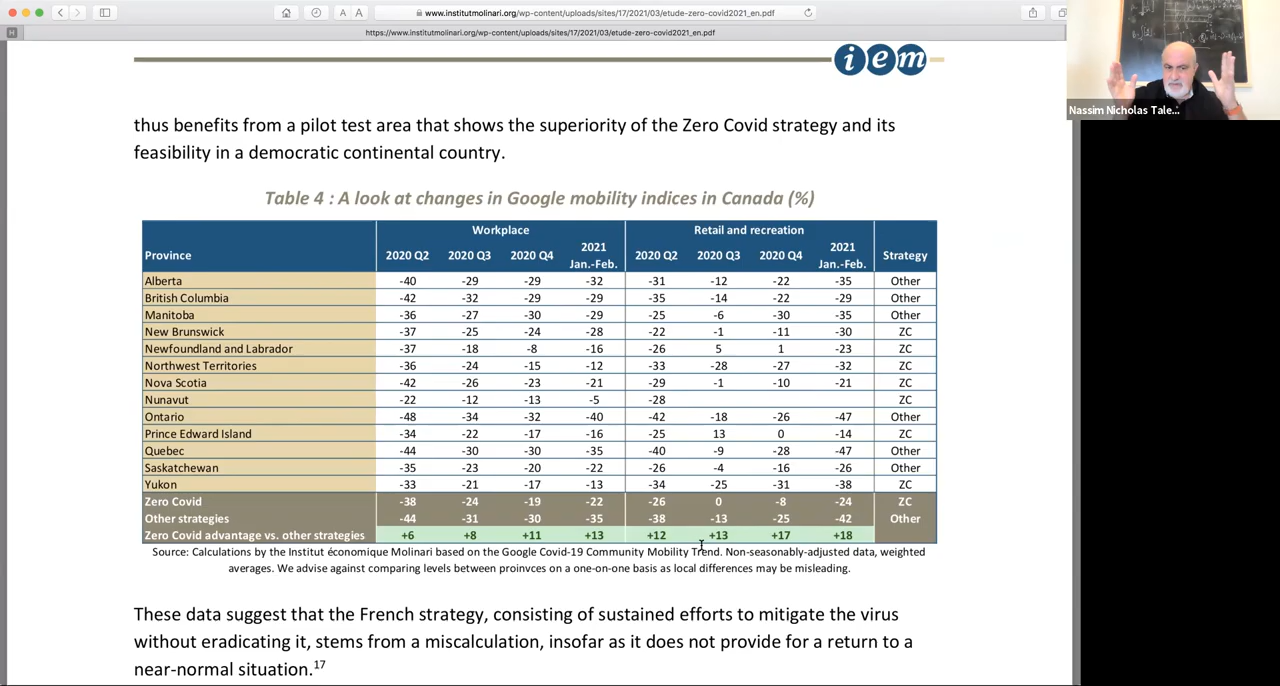 www.institutmolinari.org/wp-content/uploads/sites/17/2021/03/etude-zero-covid2021_en.pdf
A A
H https://www.institutmolinari.org/wp-content/uploads/sites/17/2021/03/etude-zero-covid2021_en.pdf
iem
Nassim Nicholas Tale...
thus benefits from a pilot test area that shows the superiority of the Zero Covid strategy and its
feasibility in a democratic continental country.
Table 4 : A look at changes in Google mobility indices in Canada (%)
Workplace Retail and recreation
Province 2020 Q2 2020 Q3 2020 Q4 2021 Jan.-Feb. 2020 Q2 2020 Q3 2020 Q4 2021 Jan.-Feb. Strategy
Alberta -40 -29 -29 -32 -31 -12 -22 -35 Other
British Columbia -42 -32 -29 -29 -35 -14 -22 -29 Other
Manitoba -36 -27 -30 -29 -25 -6 -30 -35 Other
New Brunswick -37 -25 -24 -28 -22 -1 -11 -30 ZC
Newfoundland and Labrador -37 -18 -8 -16 -26 5 1 -23 ZC
Northwest Territories -36 -24 -15 -12 -33 -28 -27 -32 ZC
Nova Scotia -42 -26 -23 -21 -29 -1 -10 -21 ZC
Nunavut -22 -12 -13 -5 -28 ZC
Ontario -48 -34 -32 -40 -42 -18 -26 -47 Other
Prince Edward Island -34 -22 -17 -16 -25 13 0 -14 ZC
Quebec -44 -30 -30 -35 -40 -9 -28 -47 Other
Saskatchewan -35 -23 -20 -22 -26 -4 -16 -26 Other
Yukon -33 -21 -17 -13 -34 -25 -31 -38 ZC
Zero Covid -38 -24 -19 -22 -26 0 -8 -24 ZC
Other strategies -44 -31 -30 -35 -38 -13 -25 -42 Other
Zero Covid advantage vs. other strategies +6 +8 +11 +13 +12 +13 +17 +18
Source: Calculations by the Institut économique Molinari based on the Google Covid-19 Community Mobility Trend. Non-seasonably-adjusted data, weighted
averages. We advise against comparing levels between proinvces on a one-on-one basis as local differences may be misleading.
These data suggest that the French strategy, consisting of sustained efforts to mitigate the virus
without eradicating it, stems from a miscalculation, insofar as it does not provide for a return to a
near-normal situation.17